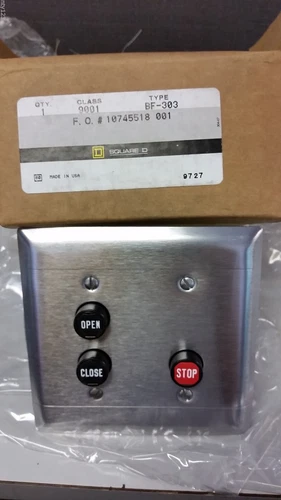 QTY. CLASS TYPE
1 9001 BF-303
F.O.# 10745518 001
SQUARE D
MADE IN USA
9727
OPEN
CLOSE
STOP